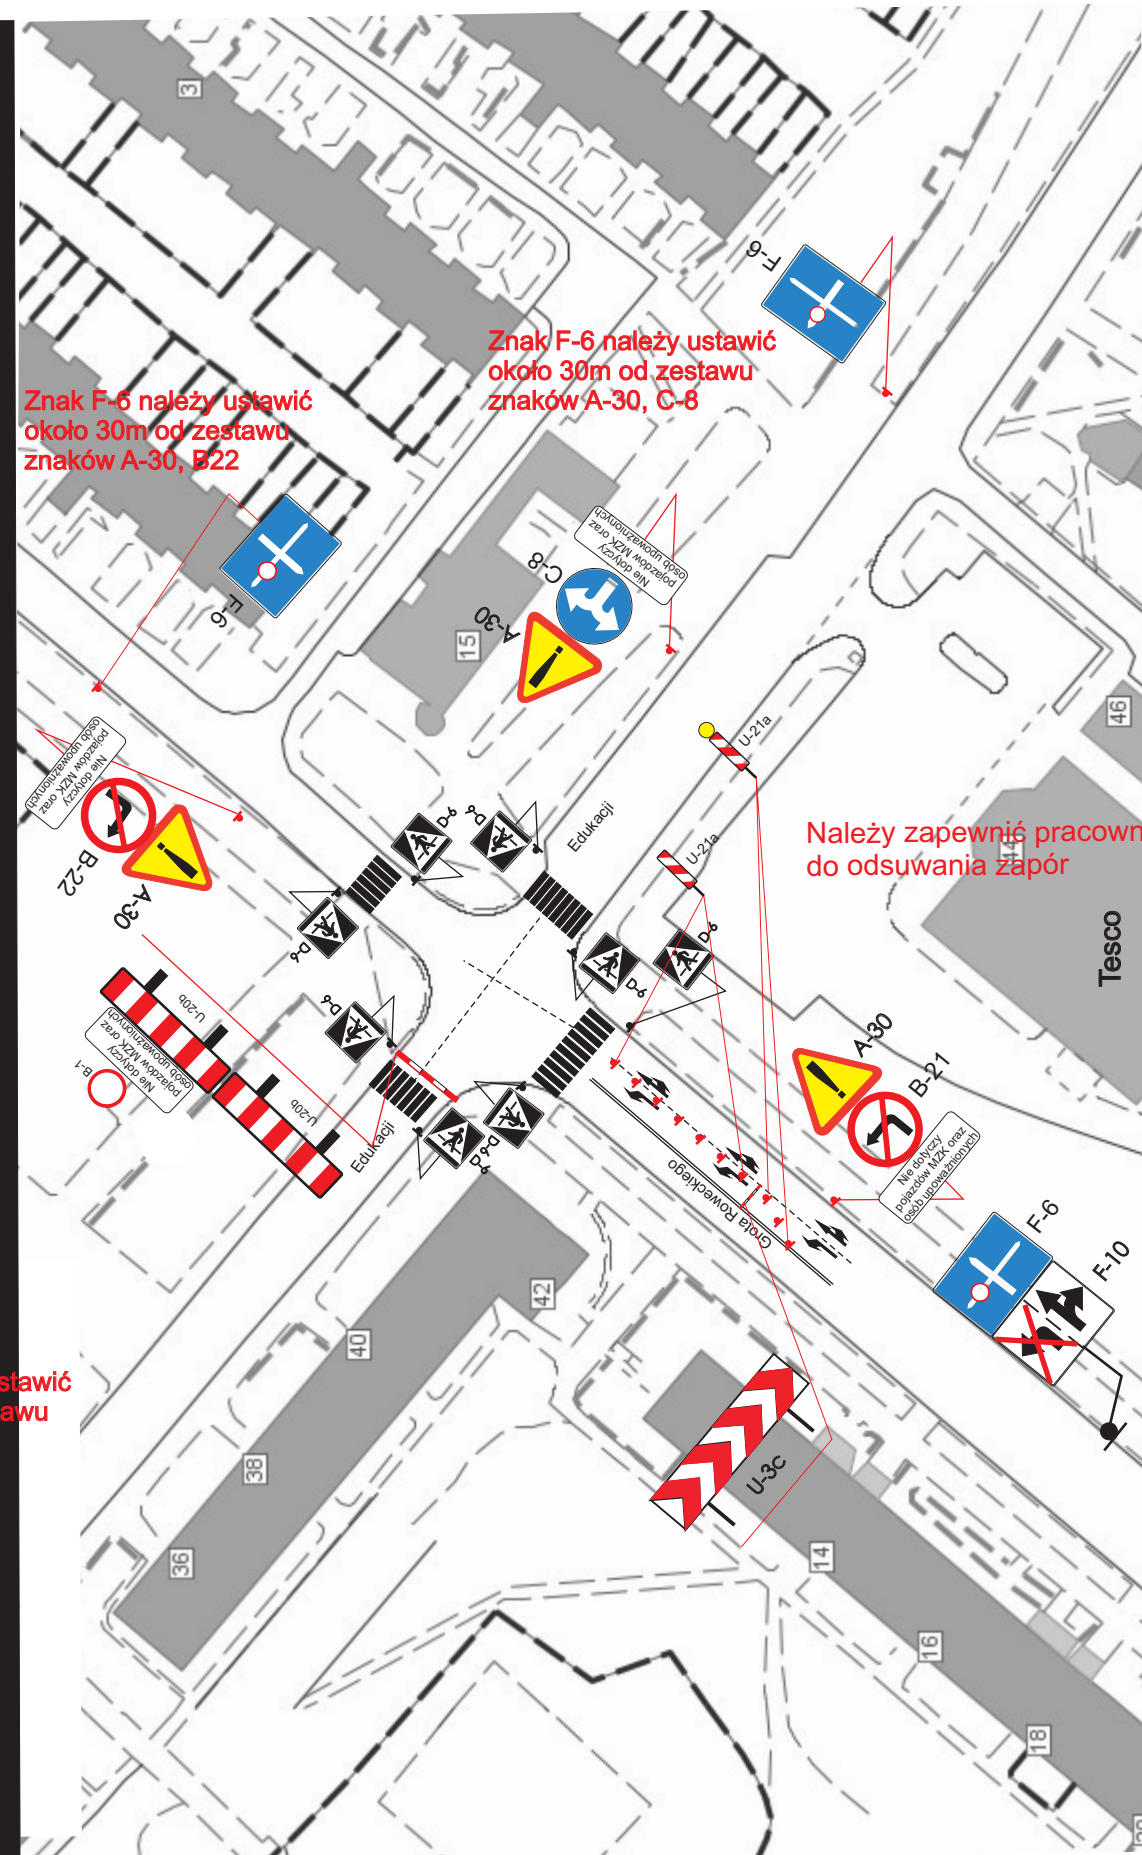 3
F-6
Znak F-6 należy ustawić
około 30m od zestawu
znaków A-30, C-8
Znak F-6 należy ustawić
około 30m od zestawu
znaków A-30, B22
F-6
Nie dotyczy
pojazdów MZK oraz
osób upoważnionych
C-8
A-30
15
46
Nie dotyczy
pojazdów MZK oraz
osób upoważnionych
B-22
A-30
U-21a
U-21a
Edukacji
D-6
D-6
D-6
D-6
D-6
D-6
D-6
D-6
Należy zapewnić pracown
do odsuwania zapór
44
Tesco
U-20b
Nie dotyczy
pojazdów MZK oraz
osób upoważnionych
B-1
U-20b
Edukacji
A-30
B-21
Nie dotyczy
pojazdów MZK oraz
osób upoważnionych
Grota Roweckiego
F-6
F-10
42
40
stawić
awu
38
36
U-3c
14
16
18